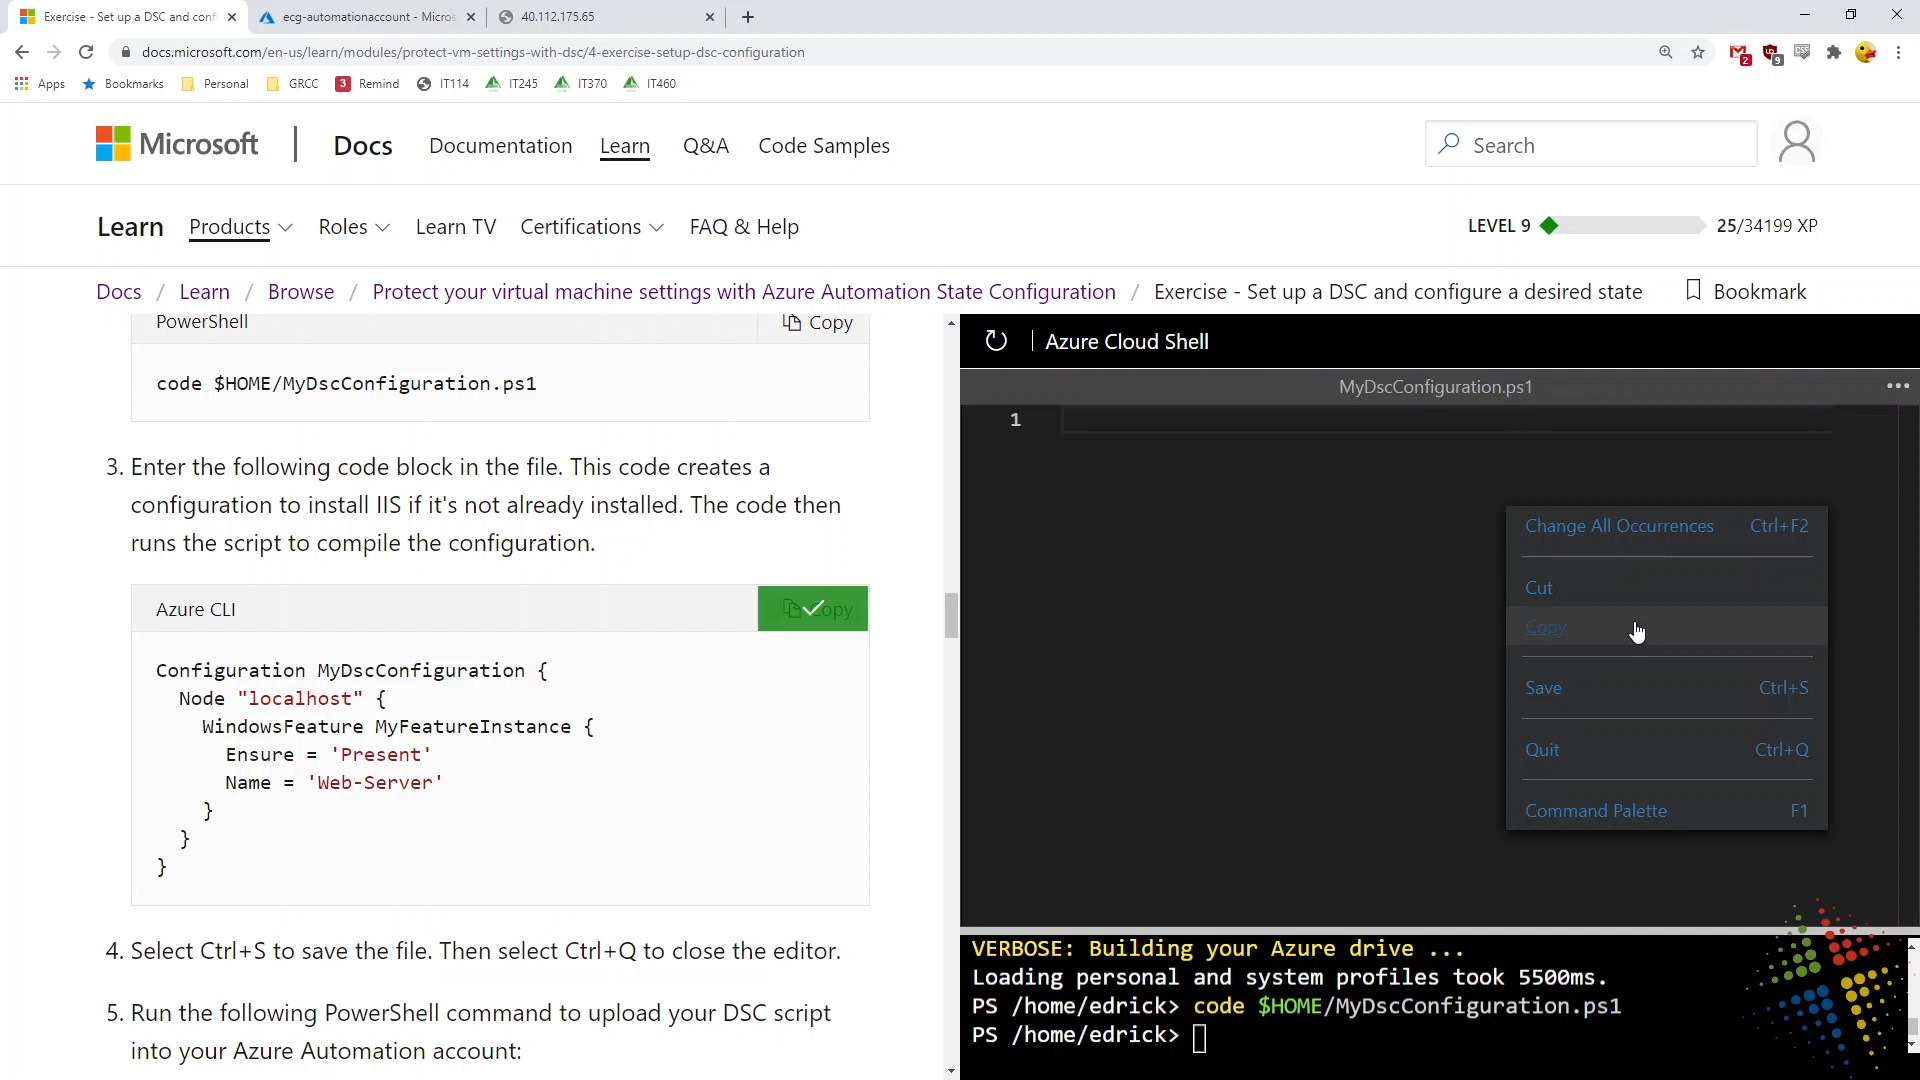 Exercise - Set up a DSC and conf
ecg-automationaccount - Micros
40.112.175.65
docs.microsoft.com/en-us/learn/modules/protect-vm-settings-with-dsc/4-exercise-setup-dsc-configuration
2
9
Apps
Bookmarks
Personal
GRCC
3
Remind
IT114
IT245
IT370
IT460
Microsoft
Docs
Documentation
Learn
Q&A
Code Samples
Search
Learn
Products
Roles
Learn TV
Certifications
FAQ & Help
LEVEL 9
25/34199 XP
Docs / Learn / Browse / Protect your virtual machine settings with Azure Automation State Configuration / Exercise - Set up a DSC and configure a desired state
Bookmark
PowerShell
Copy
code $HOME/MyDscConfiguration.ps1
3. Enter the following code block in the file. This code creates a
configuration to install IIS if it's not already installed. The code then
runs the script to compile the configuration.
Azure CLI
Copy
Configuration MyDscConfiguration {
Node "localhost" {
WindowsFeature MyFeatureInstance {
Ensure = 'Present'
Name = 'Web-Server'
}
}
}
4. Select Ctrl+S to save the file. Then select Ctrl+Q to close the editor.
5. Run the following PowerShell command to upload your DSC script
into your Azure Automation account:
Azure Cloud Shell
MyDscConfiguration.ps1
1
Change All Occurrences Ctrl+F2
Cut
Copy
Save Ctrl+S
Quit Ctrl+Q
Command Palette F1
VERBOSE: Building your Azure drive ...
Loading personal and system profiles took 5500ms.
PS /home/edrick> code $HOME/MyDscConfiguration.ps1
PS /home/edrick>